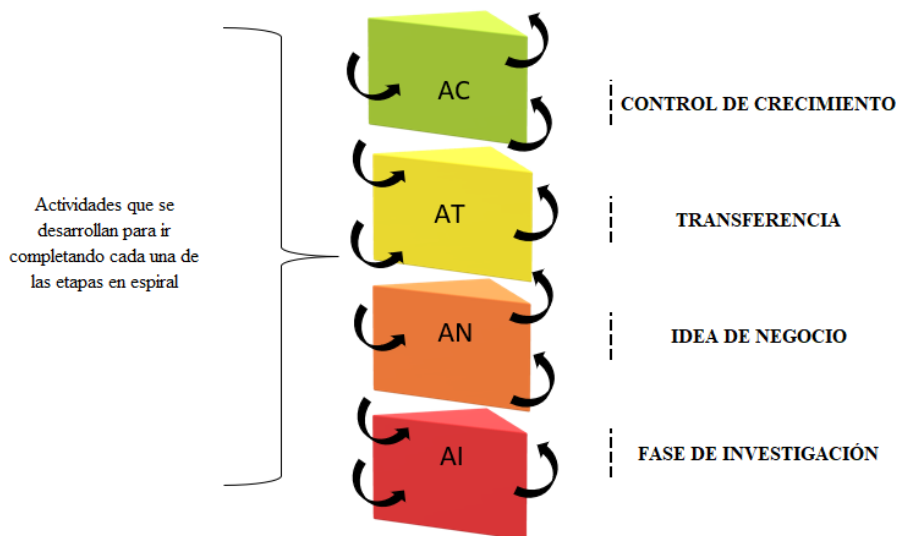 AC
CONTROL DE CRECIMIENTO
Actividades que se
desarrollan para ir
completando cada una de
las etapas en espiral
AT
TRANSFERENCIA
AN
IDEA DE NEGOCIO
AI
FASE DE INVESTIGACIÓN